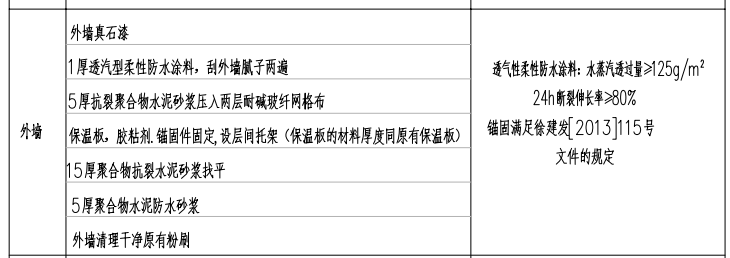 外墙
外墙真石漆
1厚透汽型柔性防水涂料，刮外墙腻子两遍
5厚抗裂聚合物水泥砂浆压入两层耐碱玻纤网格布
保温板，胶粘剂.锚固件固定,设层间托架（保温板的材料厚度同原有保温板）
15厚聚合物抗裂水泥砂浆找平
5厚聚合物水泥防水砂浆
外墙清理干净原有粉刷
透气性柔性防水涂料：水蒸汽透过量≥125g/m²
24h断裂伸长率≥80%
锚固满足徐建发[2013]115号
文件的规定